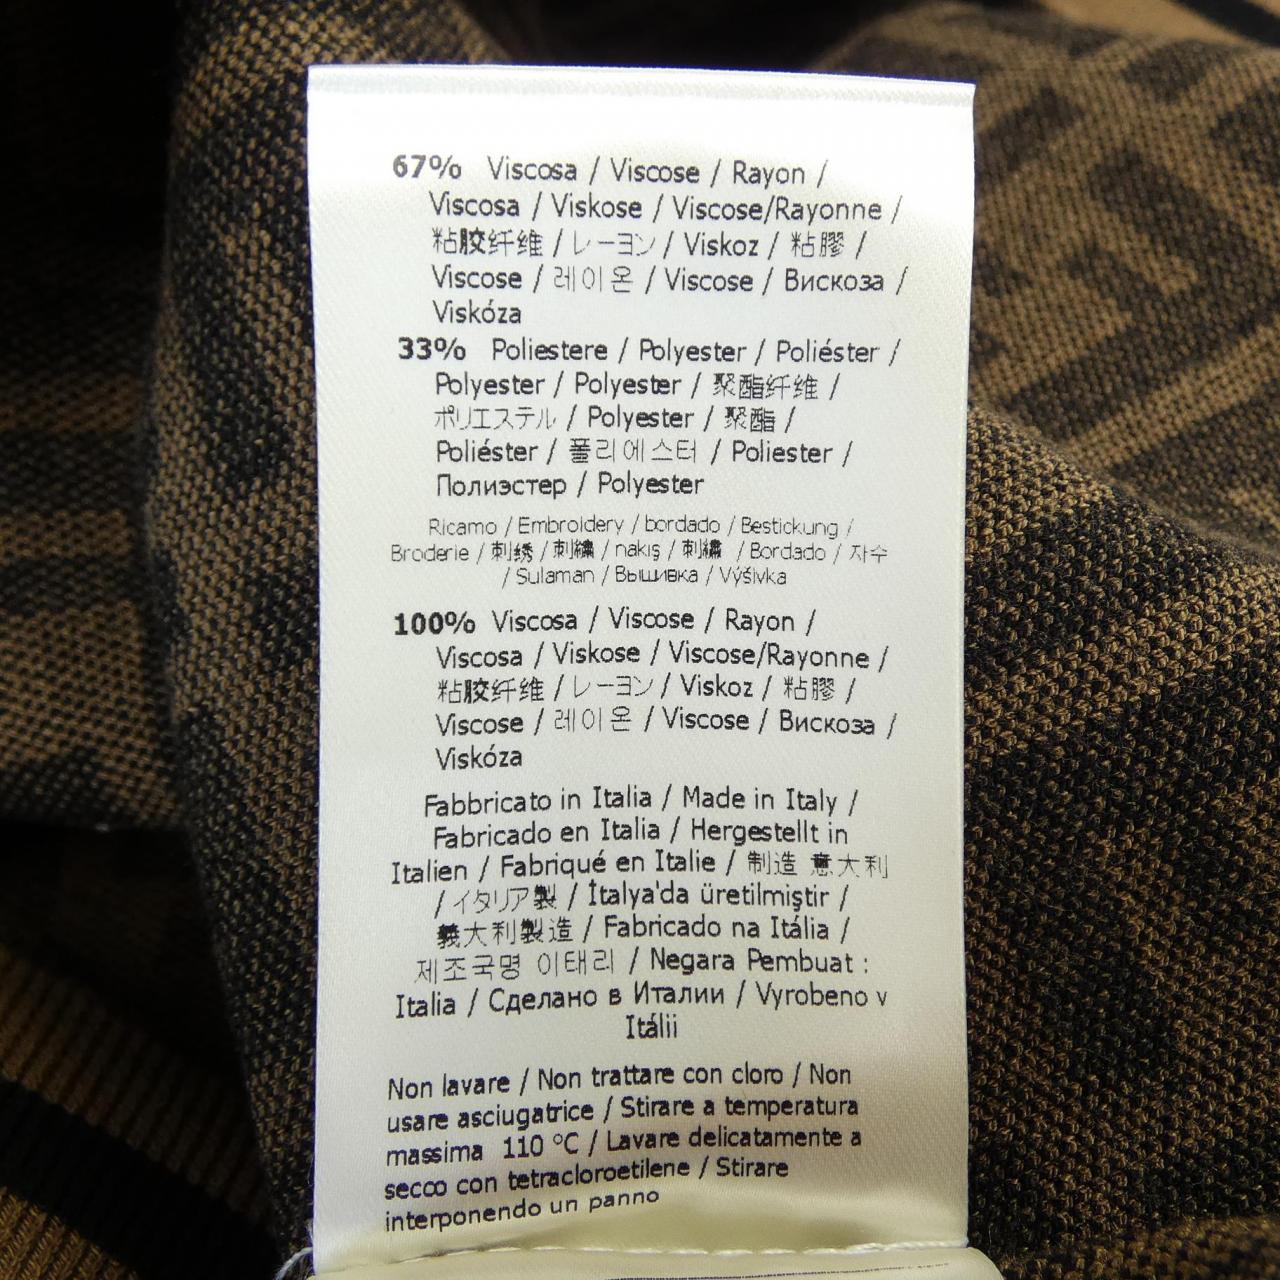 67% Viscosa / Viscose / Rayon /
Viscosa / Viskose / Viscose/Rayonne /
粘胶纤维 / レーヨン / Viskoz / 粘膠 /
Viscose / 레이온 / Viscose / Вискоза /
Viskóza
33% Poliestere / Polyester / Poliéster /
Polyester / Polyester / 聚酯纤维 /
ポリエステル / Polyester / 聚酯 /
Poliéster / 폴리에스터 / Poliester /
Полиэстер / Polyester
Ricamo / Embroidery / bordado / Bestickung /
Broderie / 刺绣 / 刺繍 / nakış / 刺繡 / Bordado / 자수
/ Sulaman / Вышивка / Výšivka
100% Viscosa / Viscose / Rayon /
Viscosa / Viskose / Viscose/Rayonne /
粘胶纤维 / レーヨン / Viskoz / 粘膠 /
Viscose / 레이온 / Viscose / Вискоза /
Viskóza
Fabbricato in Italia / Made in Italy /
Fabricado en Italia / Hergestellt in
Italien / Fabriqué en Italie / 制造 意大利
/ イタリア製 / İtalya'da üretilmiştir /
義大利製造 / Fabricado na Itália /
제조국명 이태리 / Negara Pembuat :
Italia / Сделано в Италии / Vyrobeno v
Itálii
Non lavare / Non trattare con cloro / Non
usare asciugatrice / Stirare a temperatura
massima 110 °C / Lavare delicatamente a
secco con tetracloroetilene / Stirare
interponendo un panno